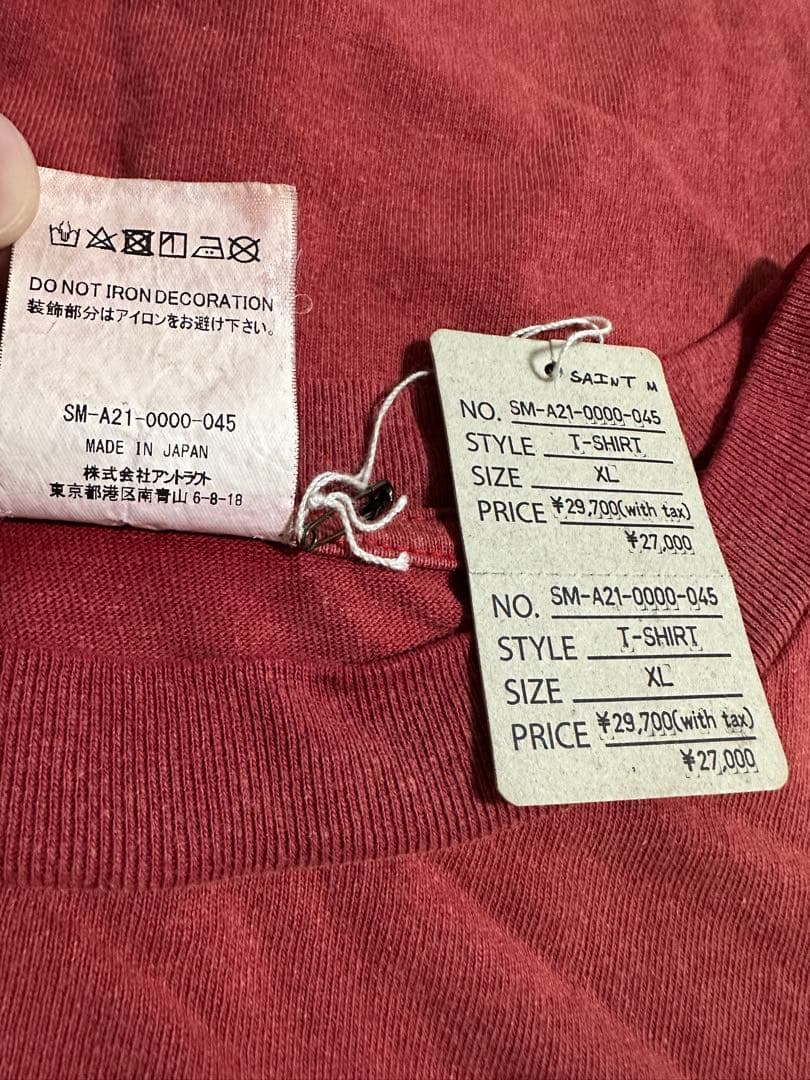 DO NOT IRON DECORATION
装飾部分はアイロンをお避け下さい。
SM-A21-0000-045
MADE IN JAPAN
株式会社アントラクト
東京都港区南青山 6-8-18
SAINT M
NO. SM-A21-0000-045
STYLE T-SHIRT
SIZE XL
PRICE ¥29,700(with tax)
¥27,000
NO. SM-A21-0000-045
STYLE T-SHIRT
SIZE XL
PRICE ¥29,700(with tax)
¥27,000